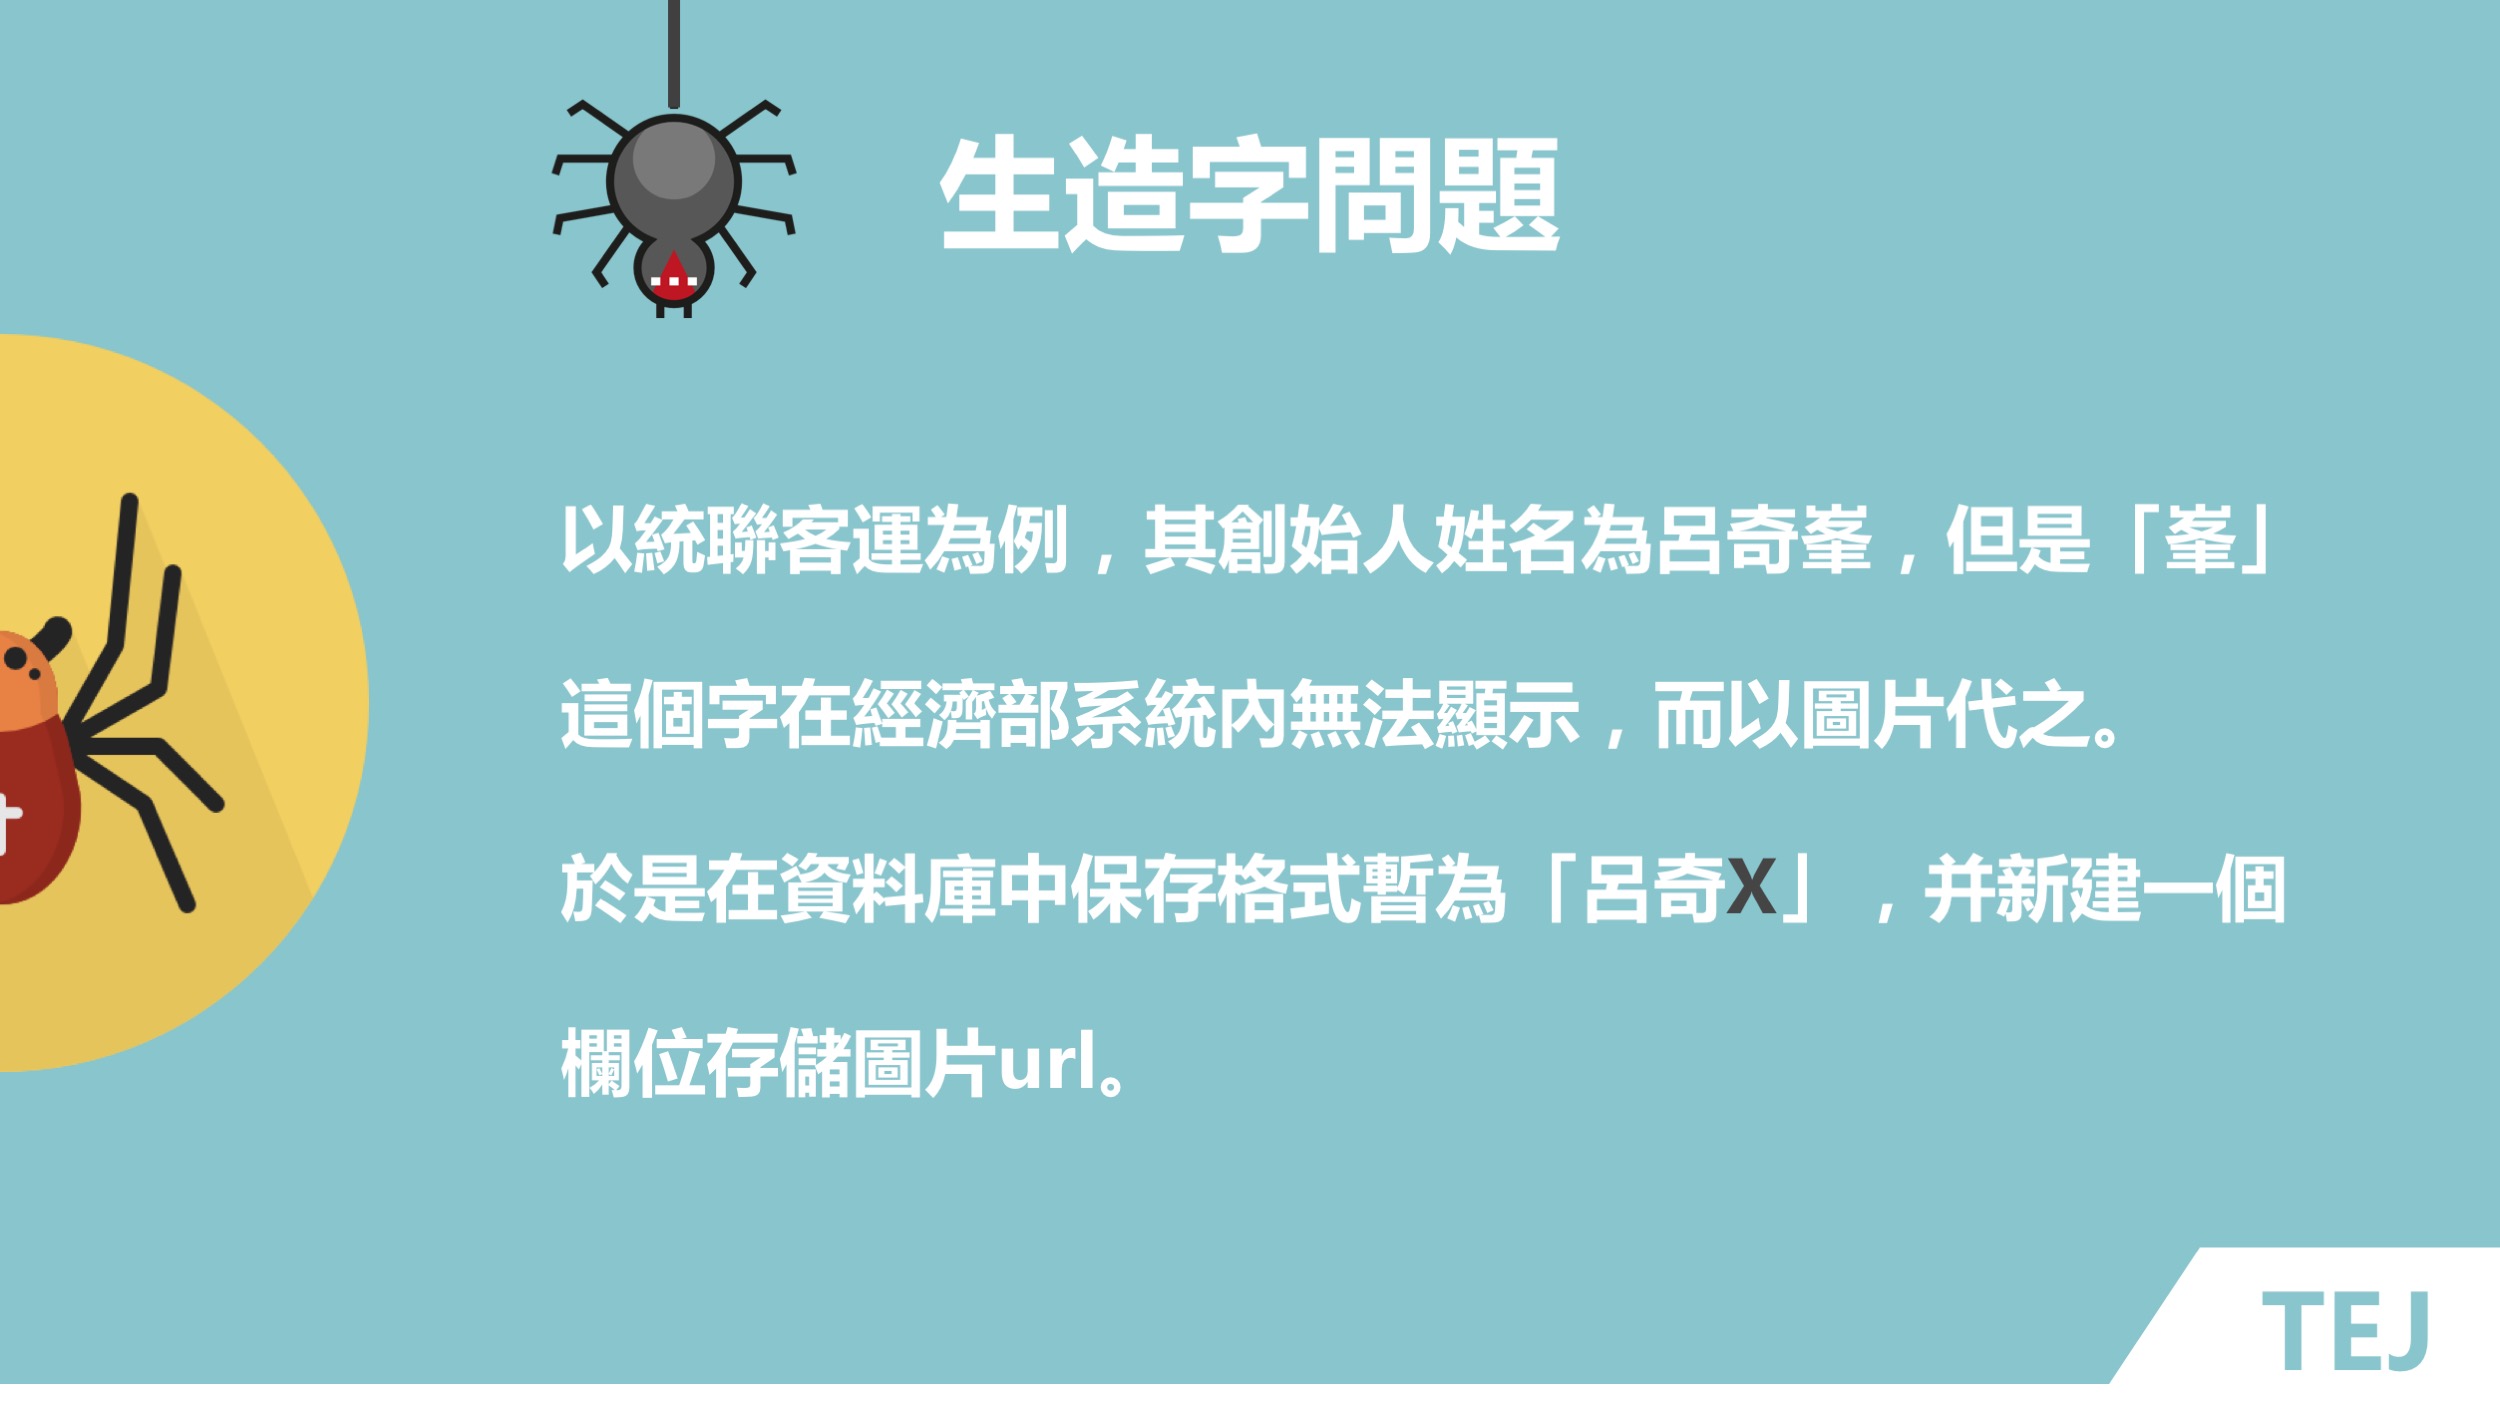 生造字問題
以統聯客運為例，其創始人姓名為呂奇莑，但是「莑」
這個字在經濟部系統內無法顯示，而以圖片代之。
於是在資料庫中保存格式轉為「呂奇X」，并新建一個
欄位存儲圖片url。
TEJ